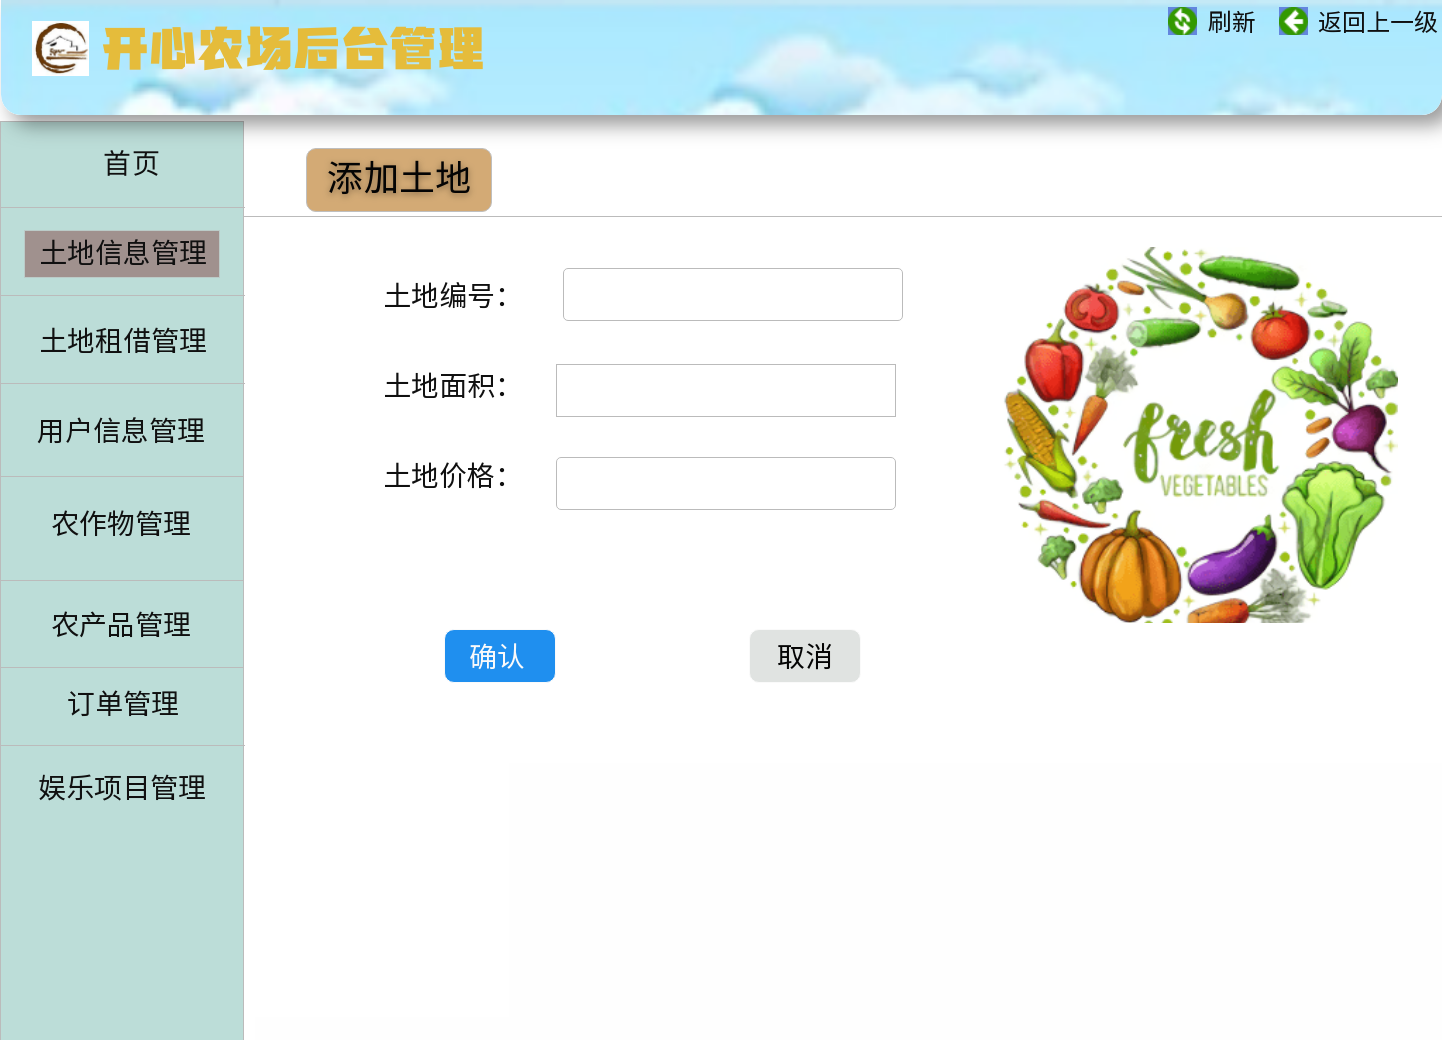 开心农场后台管理
刷新
返回上一级
首页
土地信息管理
土地租借管理
用户信息管理
农作物管理
农产品管理
订单管理
娱乐项目管理
添加土地
土地编号：
土地面积：
土地价格：
确认
取消
fresh
VEGETABLES